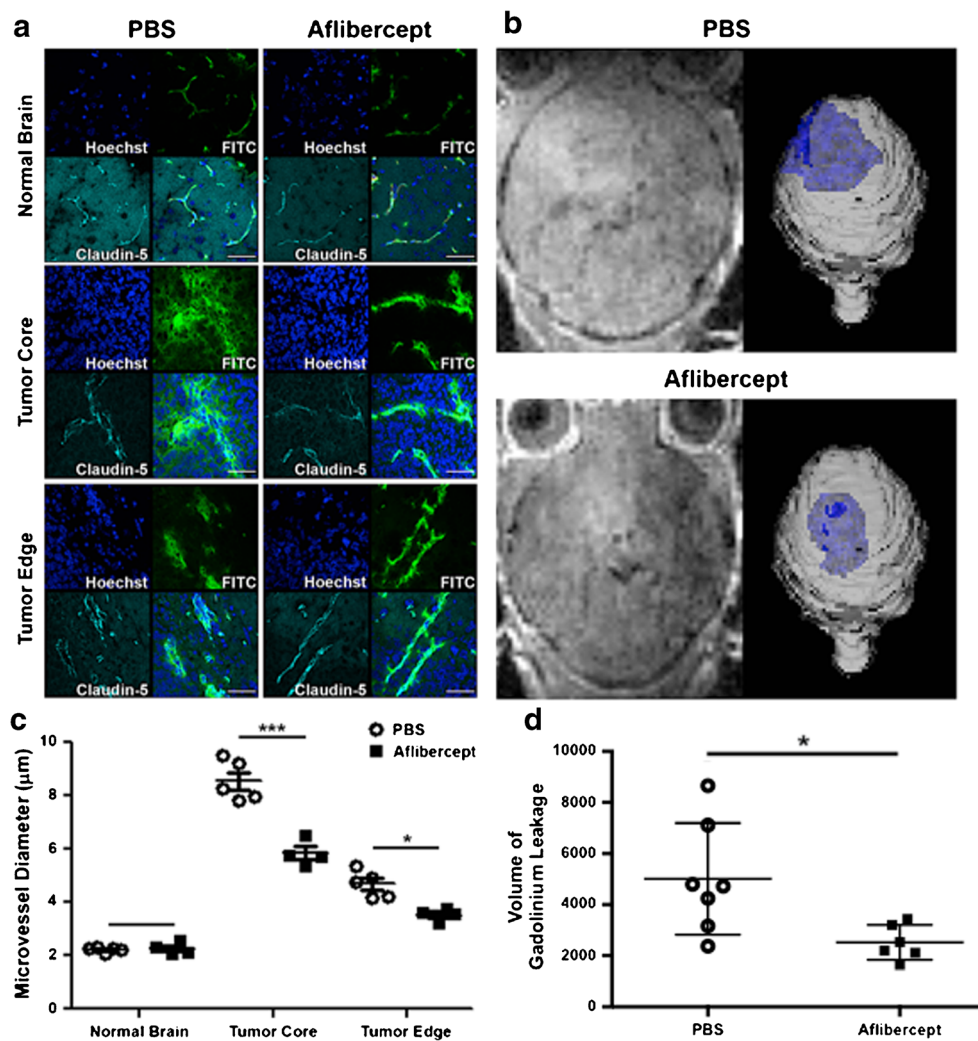 a
PBS
Aflibercept
Normal Brain
Hoechst
FITC
Hoechst
FITC
Claudin-5
Claudin-5
Tumor Core
Hoechst
FITC
Hoechst
FITC
Claudin-5
Claudin-5
Tumor Edge
Hoechst
FITC
Hoechst
FITC
Claudin-5
Claudin-5
b
PBS
Aflibercept
c
Microvessel Diameter (μm)
10
8
6
4
2
0
***
*
PBS
Aflibercept
Normal Brain
Tumor Core
Tumor Edge
d
Volume of
Gadolinium Leakage
10000
8000
6000
4000
2000
0
*
PBS
Aflibercept